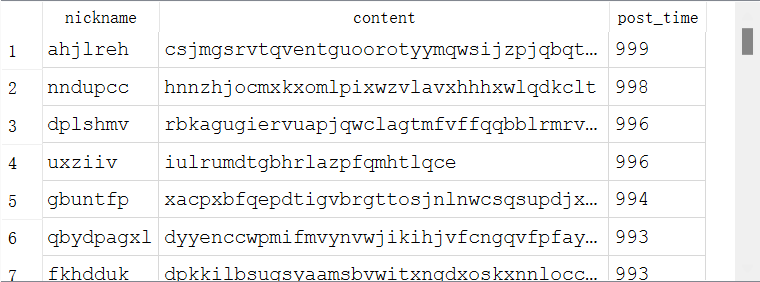 nickname content post_time
1 ahjlreh csjmgsrvtqventguoorotyymqwsijzpjqbqt… 999
2 nndupcc hnnzhjocmxkxomlpixwzvlavxhhhxwlqdkclt 998
3 dplshmv rbkagugiervuapjqwclagtmfvffqqbblrmrv… 996
4 uxziiv iulrumdtgbhrlazpfqmhtlqce 996
5 gbuntfp xacpxbfqepdtigvbrgttosjnlnwcsqsupdjx… 994
6 qbydpagxl dyyenccwpmifmvynvwjikihjvfcngqvfpfay… 993
7 fkhdduk dpkkilbsuqsyaamsbvwitxnqdxoskxnnlocc… 993